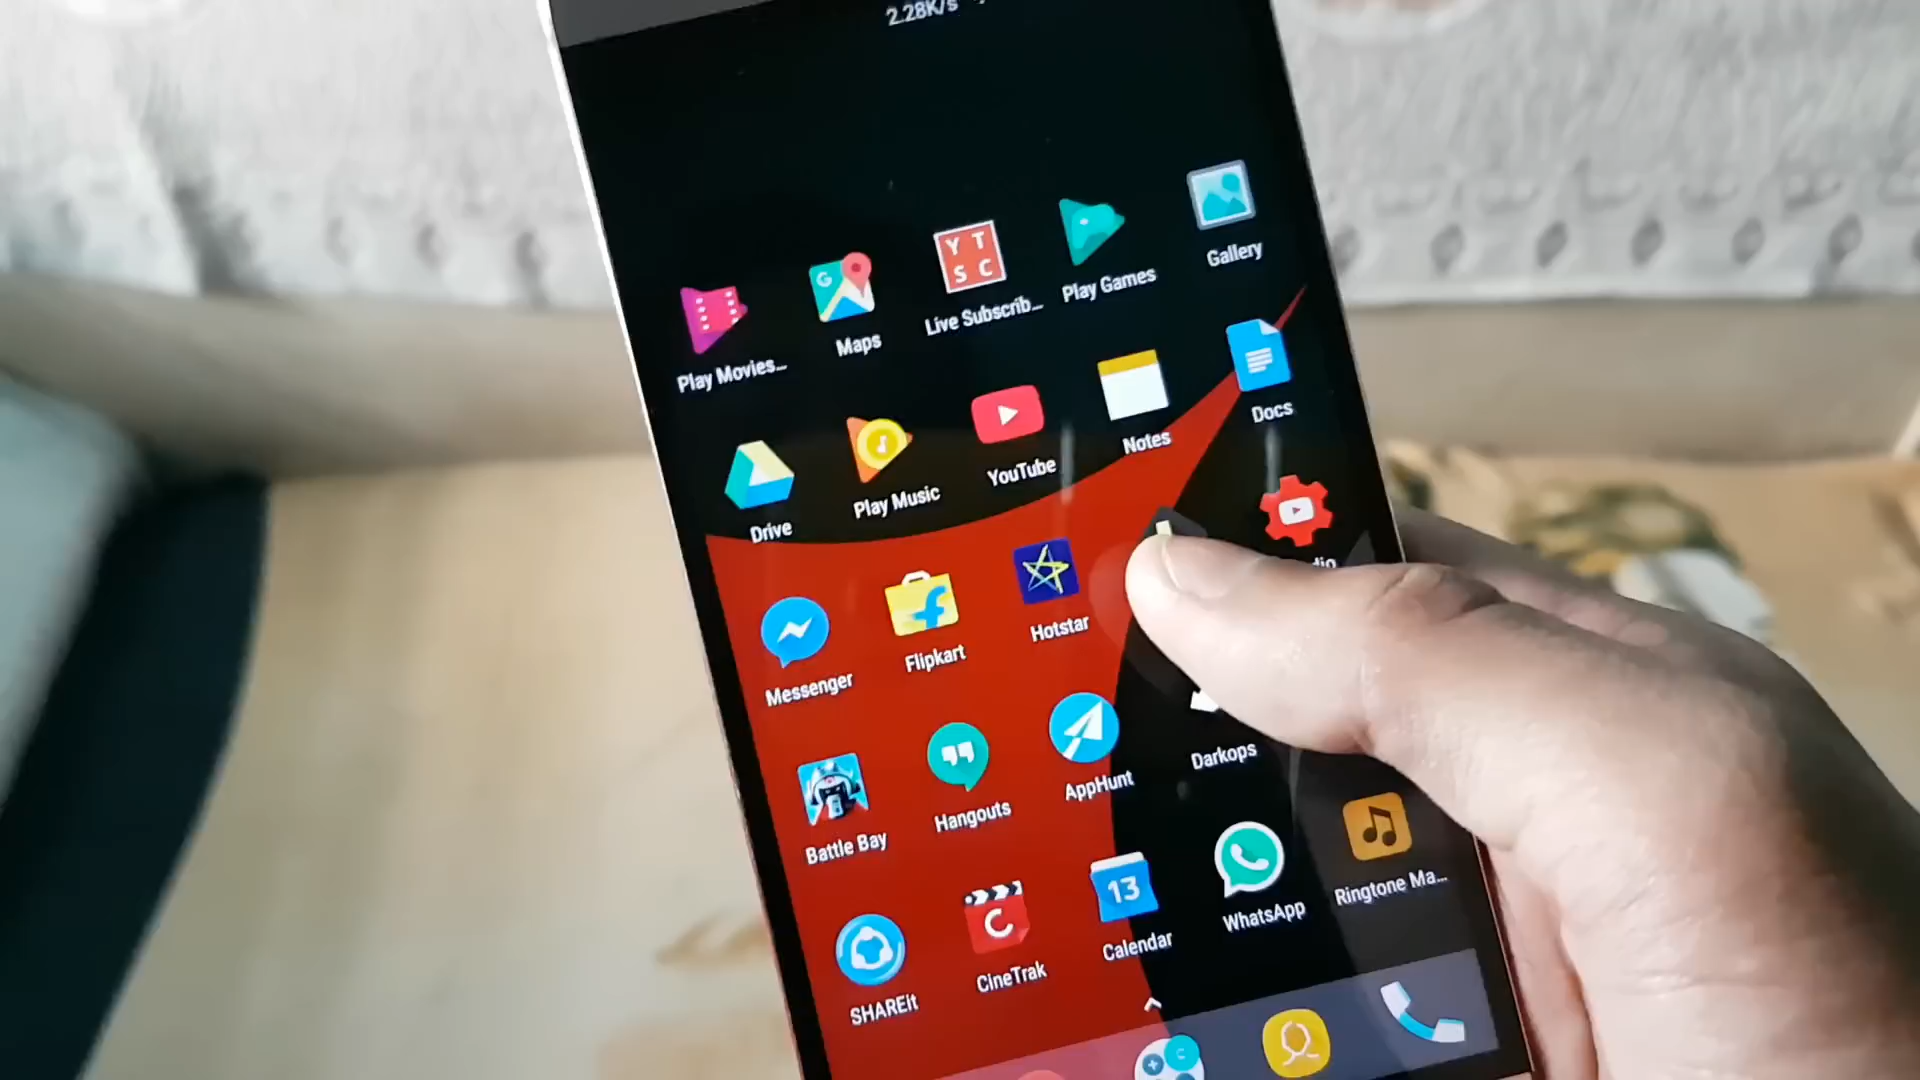 2.28K/s
Play Movies...
Maps
Y T
S C
Live Subscrib...
Play Games
Gallery
G
Drive
Play Music
YouTube
Notes
Docs
Messenger
Flipkart
Hotstar
dio
Battle Bay
Hangouts
AppHunt
Darkops
SHAREit
C
CineTrak
13
Calendar
WhatsApp
Ringtone Ma...
C